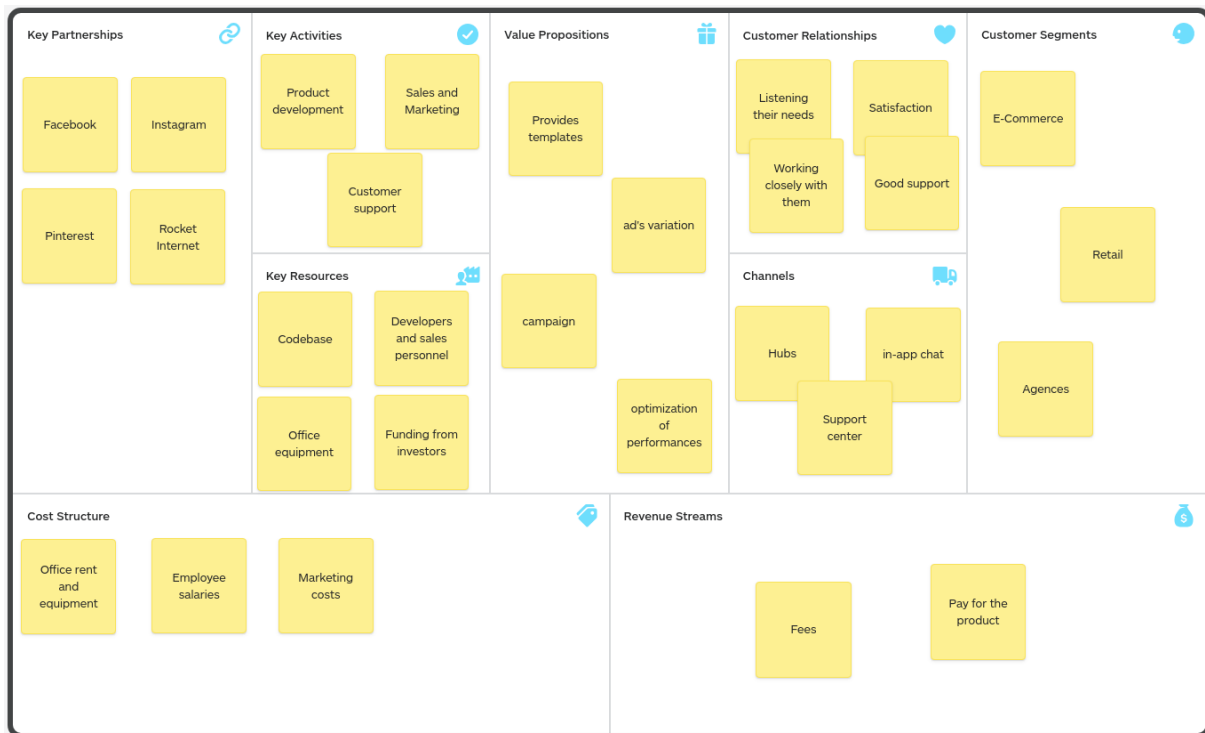 Key Partnerships
Facebook
Instagram
Pinterest
Rocket
Internet
Key Activities
Product
development
Sales and
Marketing
Customer
support
Key Resources
Codebase
Developers
and sales
personnel
Office
equipment
Funding from
investors
Value Propositions
Provides
templates
ad's variation
campaign
optimization
of
performances
Customer Relationships
Listening
their needs
Satisfaction
Working
closely with
them
Good support
Channels
Hubs
in-app chat
Support
center
Customer Segments
E-Commerce
Retail
Agences
Cost Structure
Office rent
and
equipment
Employee
salaries
Marketing
costs
Revenue Streams
$
Fees
Pay for the
product